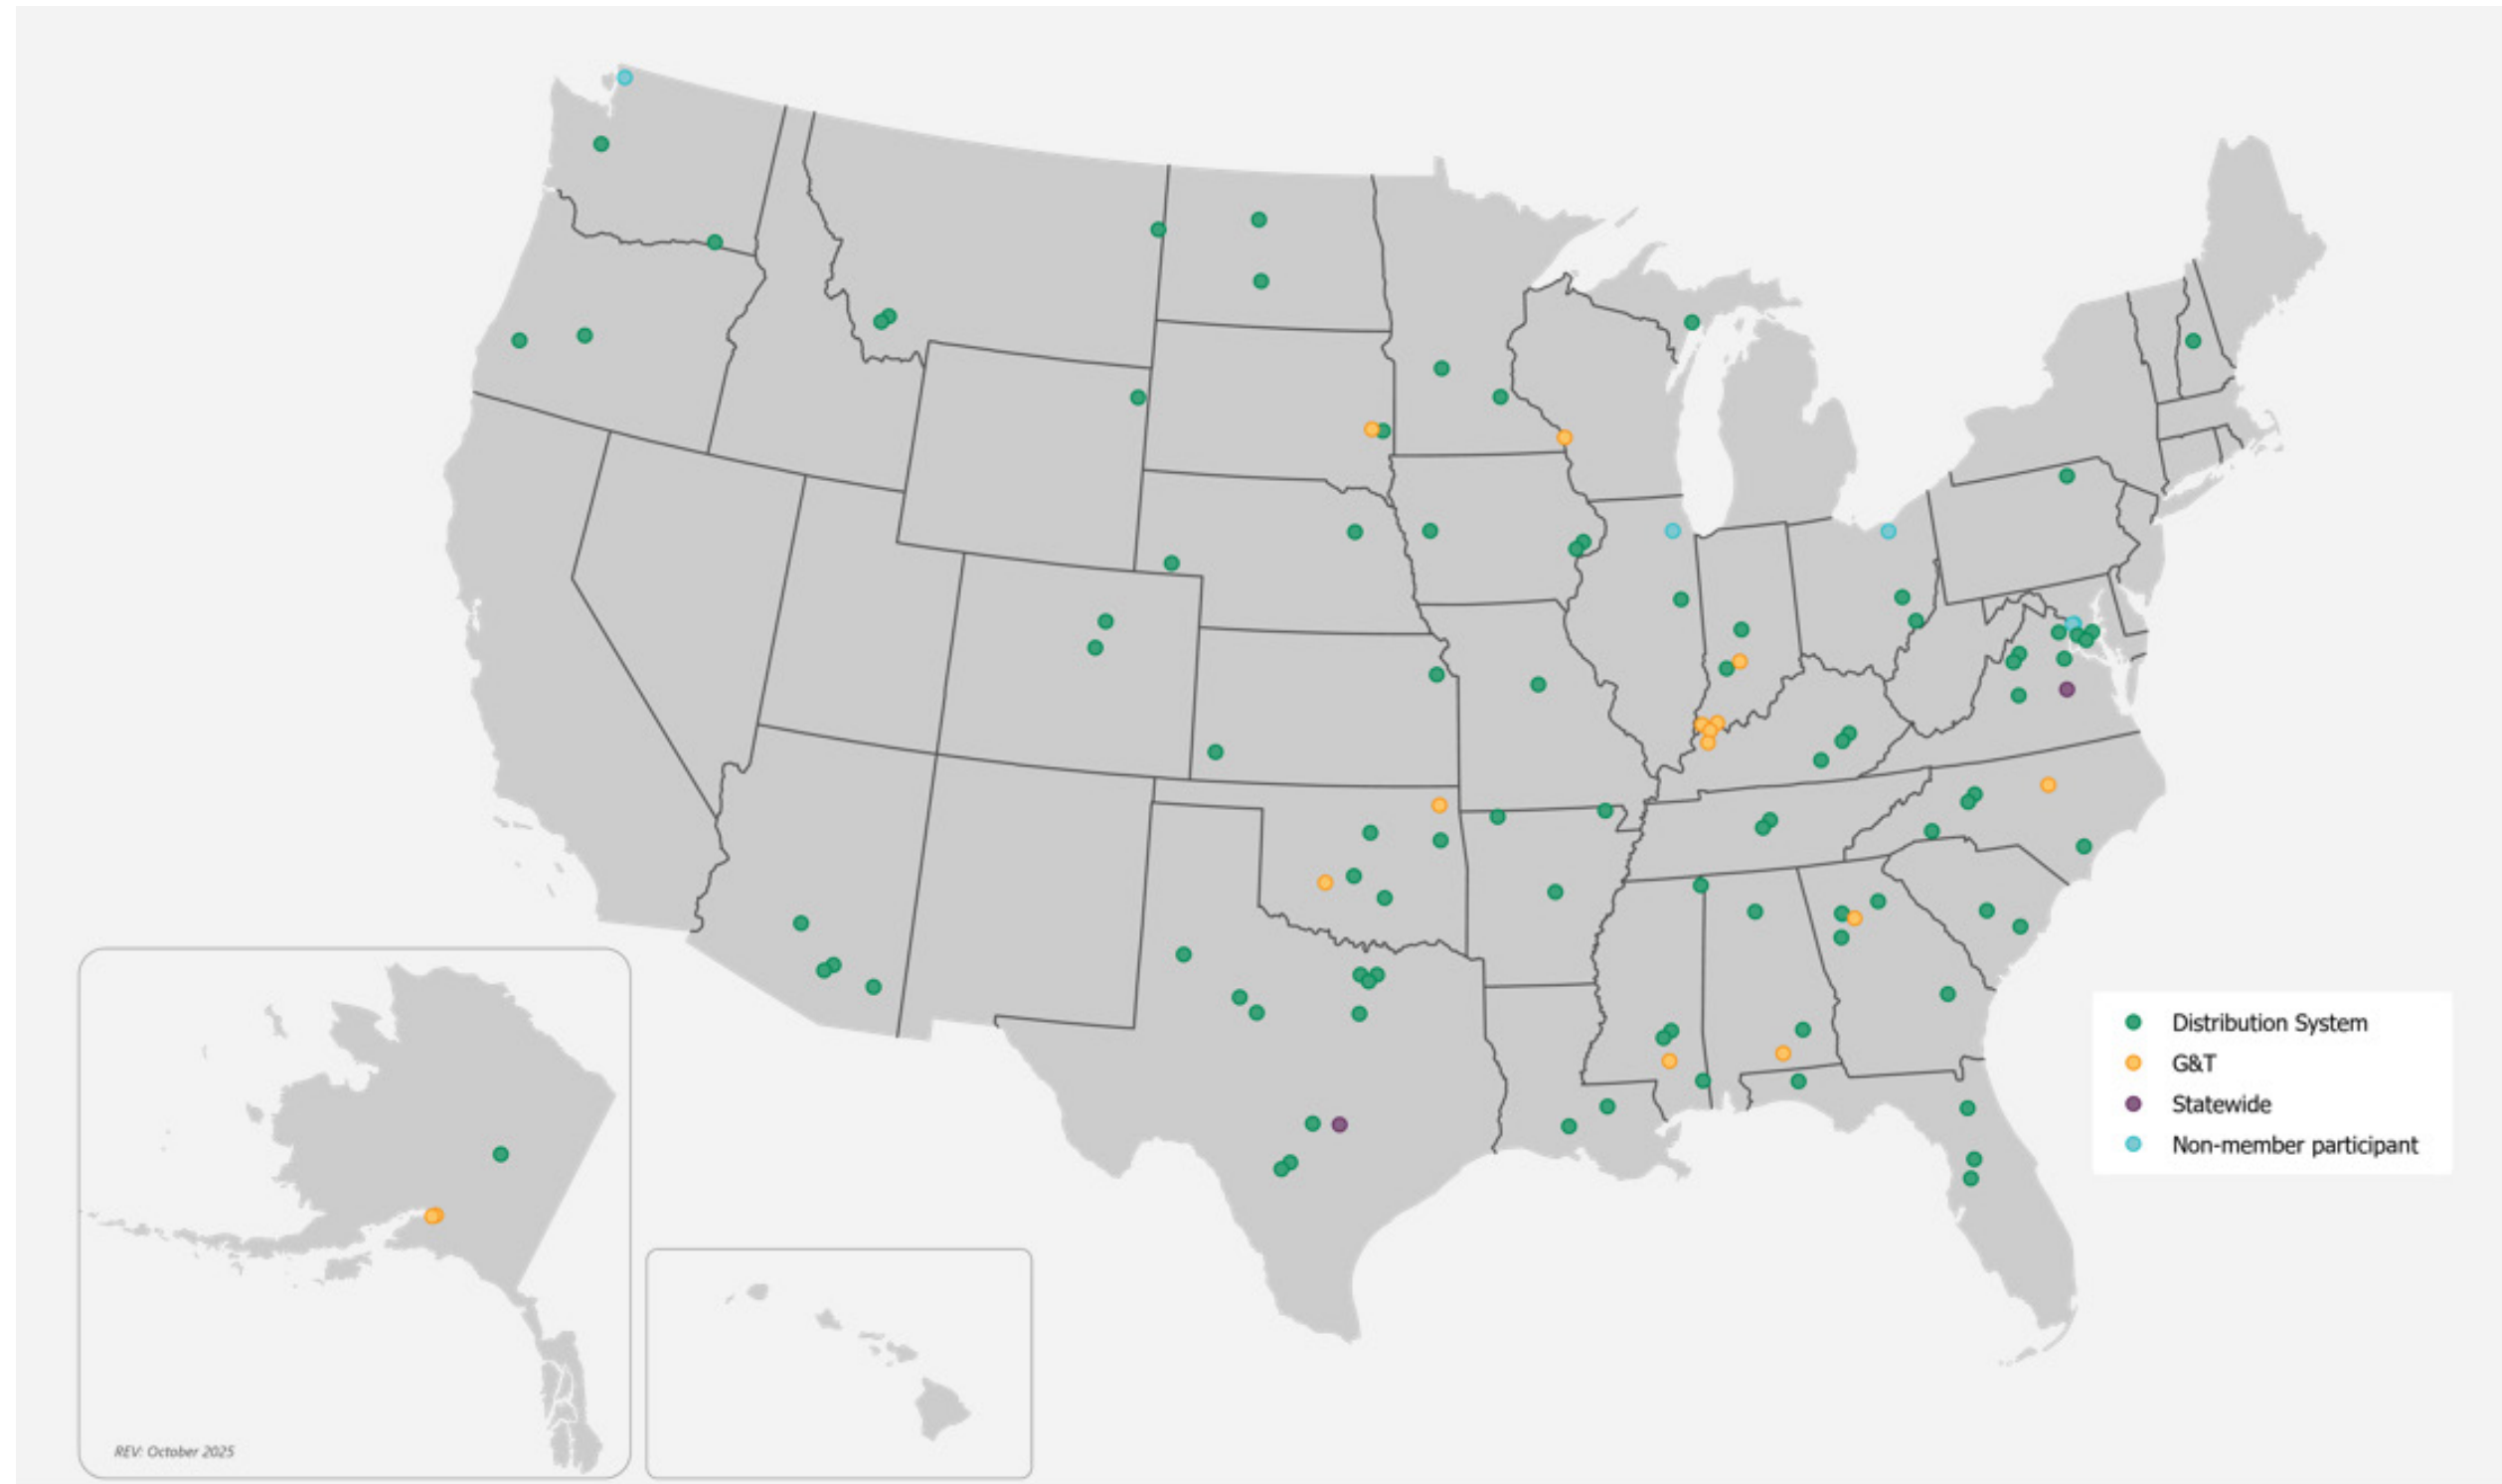 Distribution System
G&T
Statewide
Non-member participant
REV: October 2025